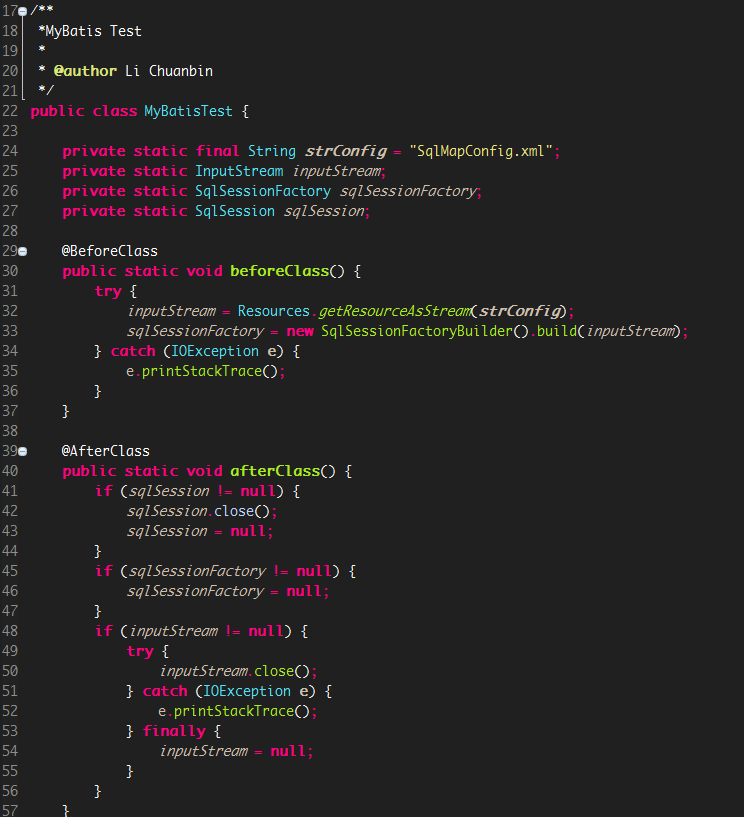 17 /**
18  *MyBatis Test
19  *
20  * @author Li Chuanbin
21  */
22 public class MyBatisTest {
23
24     private static final String strConfig = "SqlMapConfig.xml";
25     private static InputStream inputStream;
26     private static SqlSessionFactory sqlSessionFactory;
27     private static SqlSession sqlSession;
28
29     @BeforeClass
30     public static void beforeClass() {
31         try {
32             inputStream = Resources.getResourceAsStream(strConfig);
33             sqlSessionFactory = new SqlSessionFactoryBuilder().build(inputStream);
34         } catch (IOException e) {
35             e.printStackTrace();
36         }
37     }
38
39     @AfterClass
40     public static void afterClass() {
41         if (sqlSession != null) {
42             sqlSession.close();
43             sqlSession = null;
44         }
45         if (sqlSessionFactory != null) {
46             sqlSessionFactory = null;
47         }
48         if (inputStream != null) {
49             try {
50                 inputStream.close();
51             } catch (IOException e) {
52                 e.printStackTrace();
53             } finally {
54                 inputStream = null;
55             }
56         }
57     }